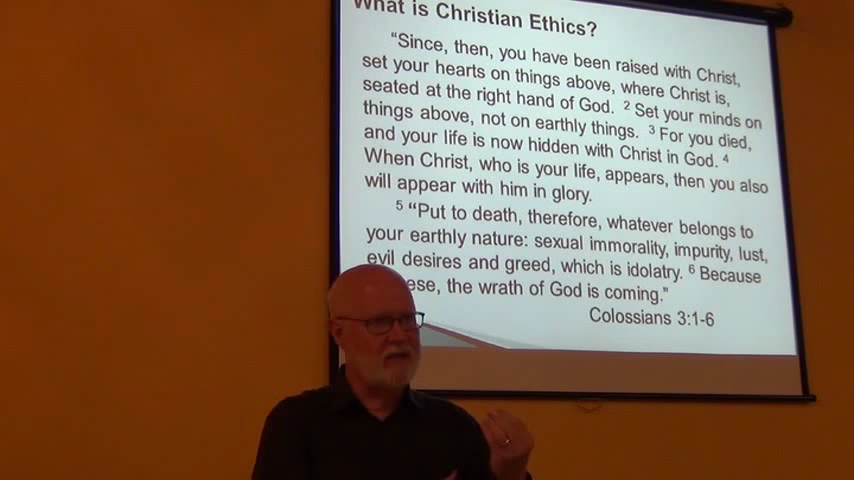 What is Christian Ethics?
“Since, then, you have been raised with Christ,
set your hearts on things above, where Christ is,
seated at the right hand of God. 2 Set your minds on
things above, not on earthly things. 3 For you died,
and your life is now hidden with Christ in God. 4
When Christ, who is your life, appears, then you also
will appear with him in glory.
5 “Put to death, therefore, whatever belongs to
your earthly nature: sexual immorality, impurity, lust,
evil desires and greed, which is idolatry. 6 Because
ese, the wrath of God is coming.”
Colossians 3:1-6